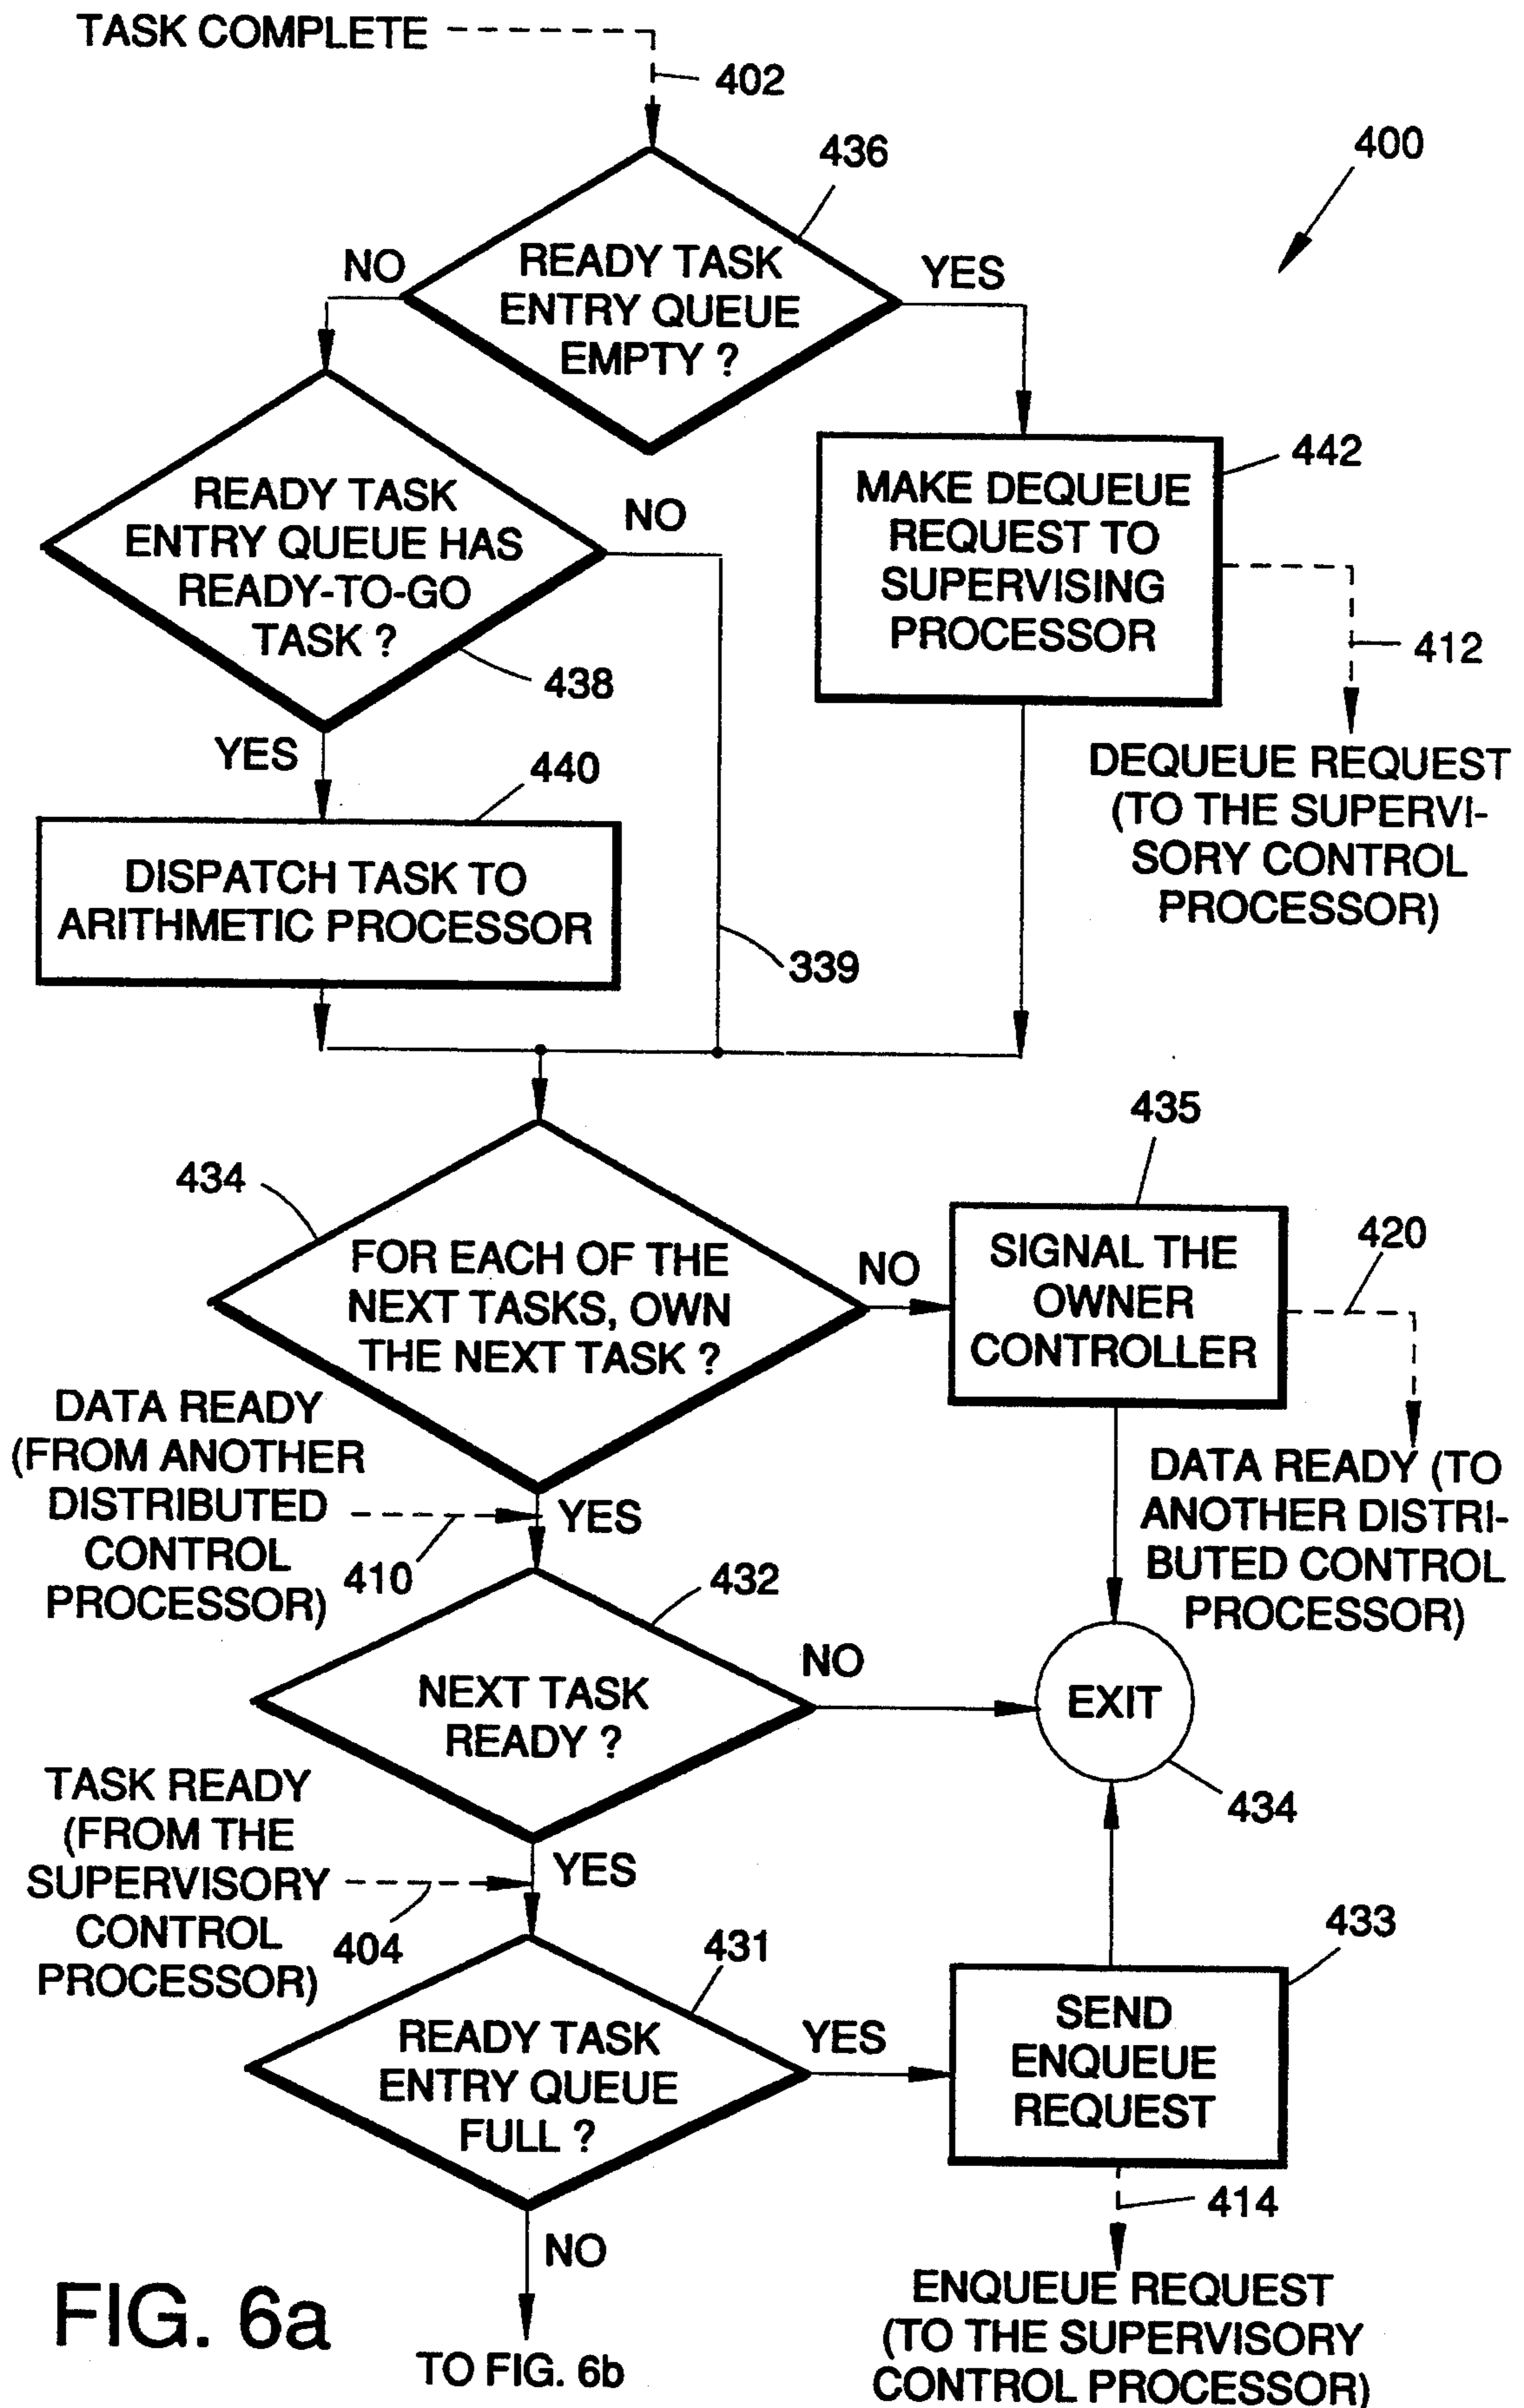 TASK COMPLETE
402
436
400
NO
READY TASK
ENTRY QUEUE
EMPTY ?
YES
READY TASK
ENTRY QUEUE HAS
READY-TO-GO
TASK ?
NO
438
MAKE DEQUEUE
REQUEST TO
SUPERVISING
PROCESSOR
442
412
YES
440
DEQUEUE REQUEST
(TO THE SUPERVI-
SORY CONTROL
PROCESSOR)
DISPATCH TASK TO
ARITHMETIC PROCESSOR
339
434
FOR EACH OF THE
NEXT TASKS, OWN
THE NEXT TASK ?
NO
435
SIGNAL THE
OWNER
CONTROLLER
420
DATA READY
(FROM ANOTHER
DISTRIBUTED
CONTROL
PROCESSOR)
410
YES
DATA READY (TO
ANOTHER DISTRI-
BUTED CONTROL
PROCESSOR)
432
NEXT TASK
READY ?
NO
EXIT
434
TASK READY
(FROM THE
SUPERVISORY
CONTROL
PROCESSOR)
404
YES
431
READY TASK
ENTRY QUEUE
FULL ?
YES
433
SEND
ENQUEUE
REQUEST
414
NO
ENQUEUE REQUEST
(TO THE SUPERVISORY
CONTROL PROCESSOR)
FIG. 6a
TO FIG. 6b